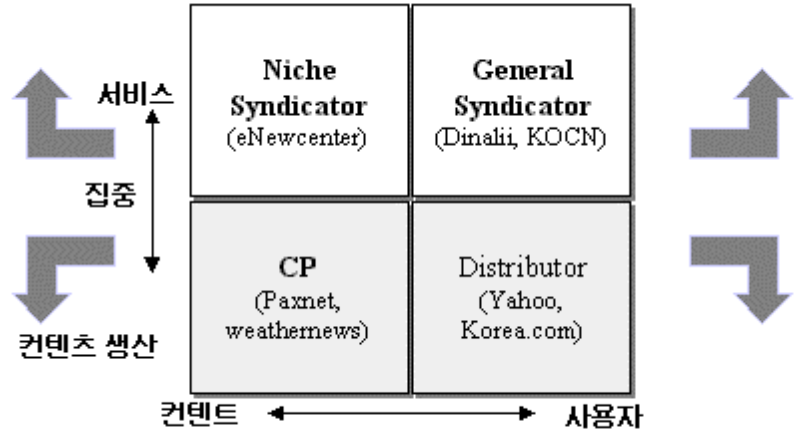 서비스
집중
컨텐츠 생산
Niche
Syndicator
(eNewcenter)
General
Syndicator
(Dinalii, KOCN)
CP
(Paxnet,
weathernews)
Distributor
(Yahoo,
Korea.com)
컨텐트
사용자